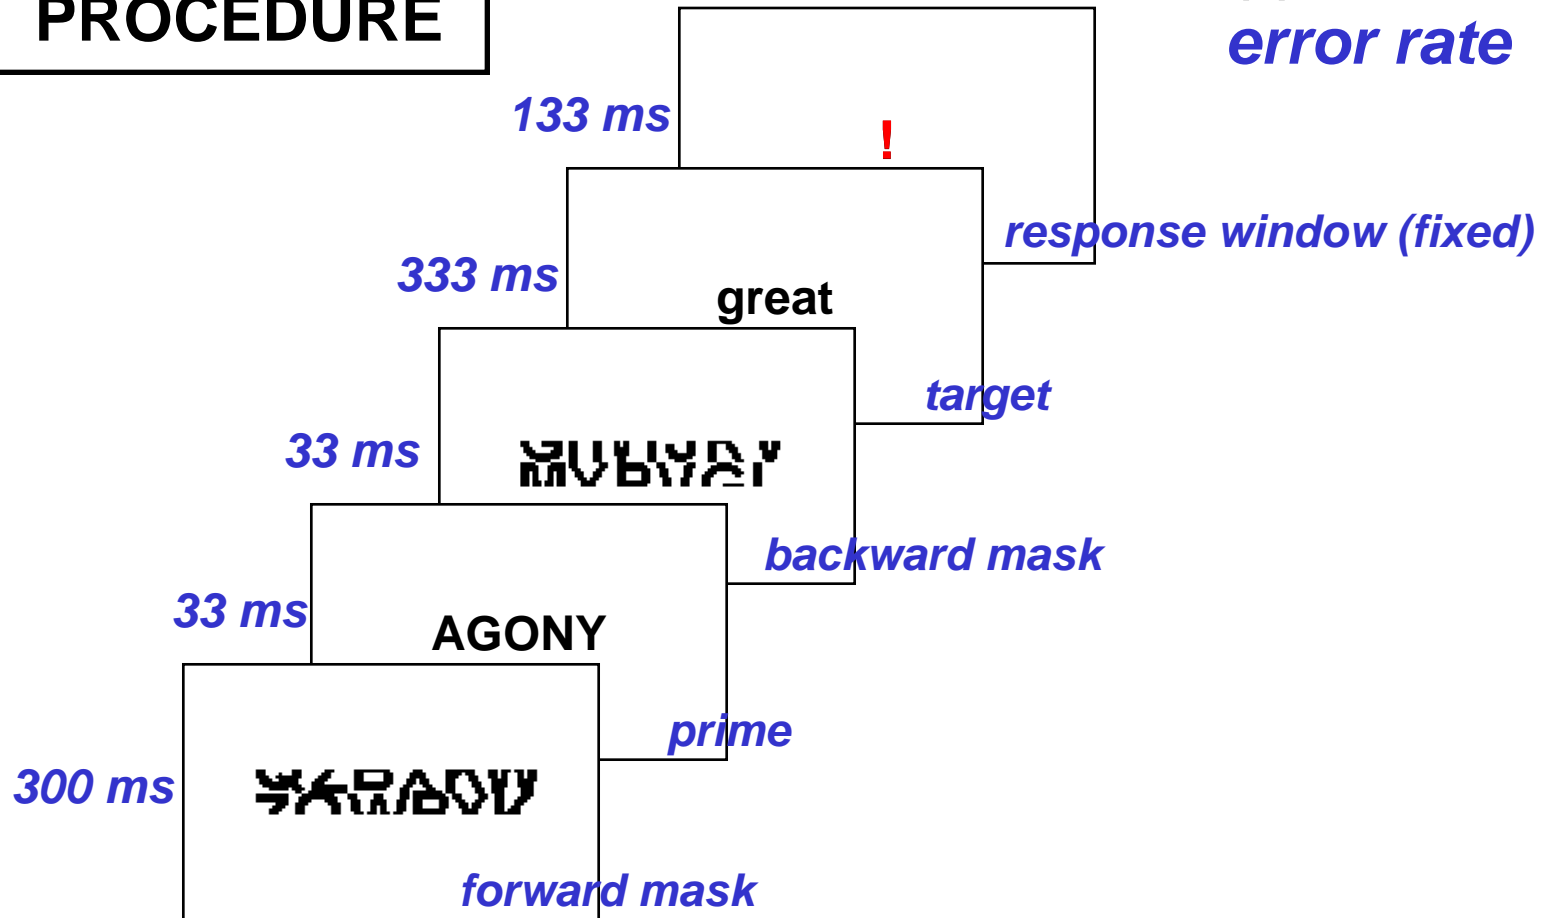 PROCEDURE
error rate
133 ms
!
response window (fixed)
333 ms
great
target
33 ms
backward mask
33 ms
AGONY
prime
300 ms
forward mask